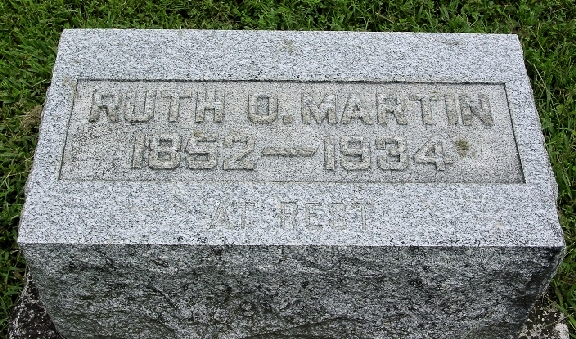 RUTH O. MARTIN
1852—1934
AT REST